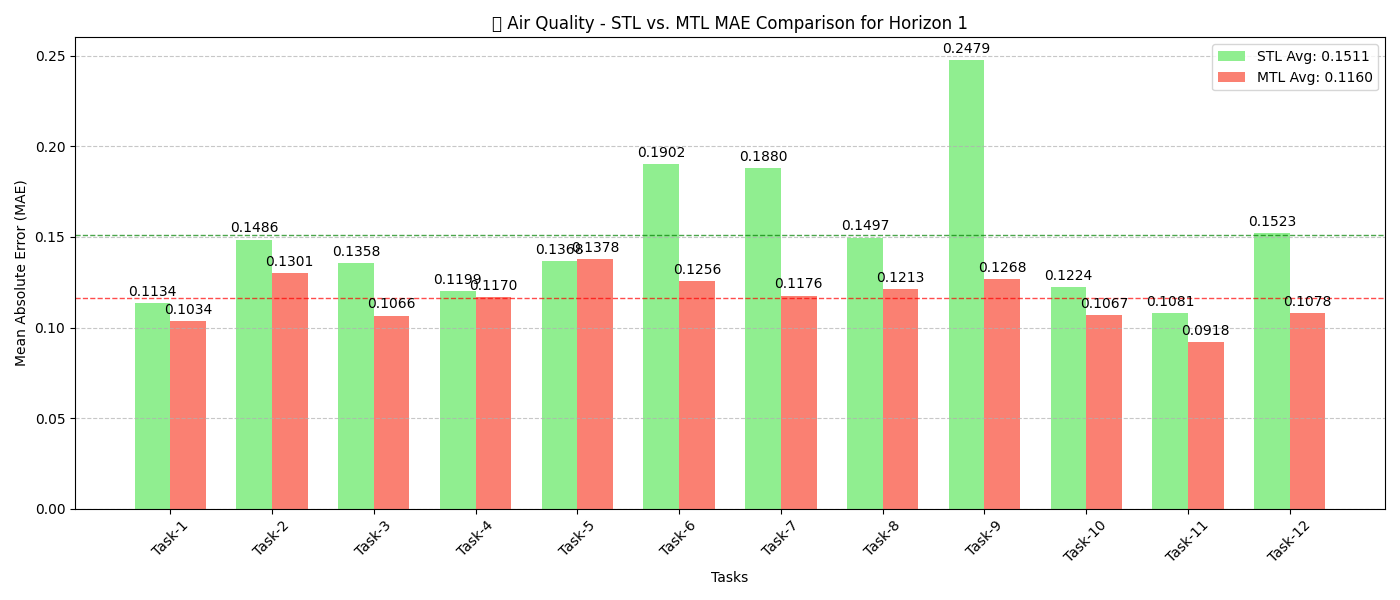 Air Quality - STL vs. MTL MAE Comparison for Horizon 1
STL Avg: 0.1511
MTL Avg: 0.1160
Mean Absolute Error (MAE)
0.25
0.20
0.15
0.10
0.05
0.00
0.1134
0.1034
0.1486
0.1301
0.1358
0.1066
0.1199
0.1170
0.1368
0.1378
0.1902
0.1256
0.1880
0.1176
0.1497
0.1213
0.2479
0.1268
0.1224
0.1067
0.1081
0.0918
0.1523
0.1078
Task-1
Task-2
Task-3
Task-4
Task-5
Task-6
Task-7
Task-8
Task-9
Task-10
Task-11
Task-12
Tasks